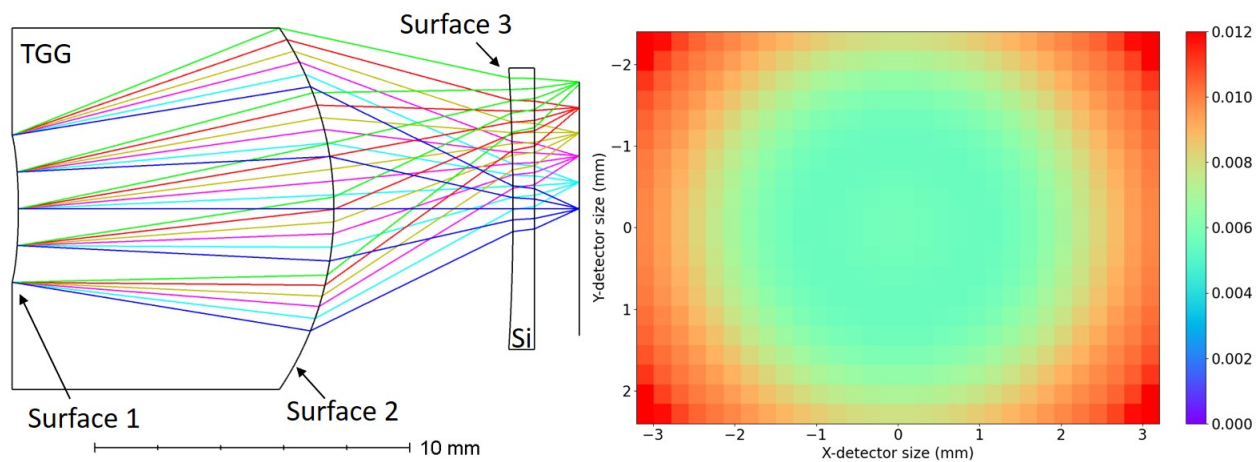 TGG
Surface 3
Si
Surface 1
Surface 2
10 mm
−2
−1
0
1
2
Y-detector size (mm)
−3
−2
−1
0
1
2
3
X-detector size (mm)
0.012
0.010
0.008
0.006
0.004
0.002
0.000